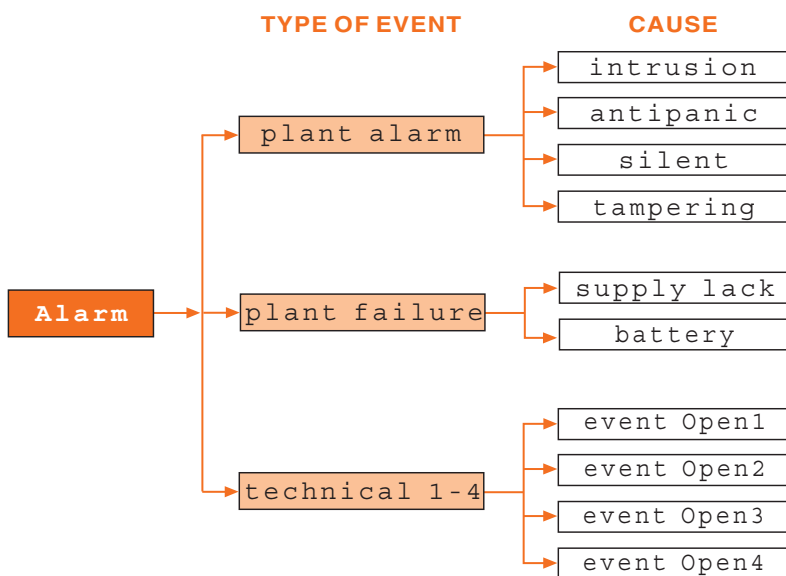 TYPE OF EVENT
CAUSE
intrusion
antipanic
plant alarm
silent
tampering
supply lack
Alarm
plant failure
battery
event Open1
event Open2
technical 1-4
event Open3
event Open4